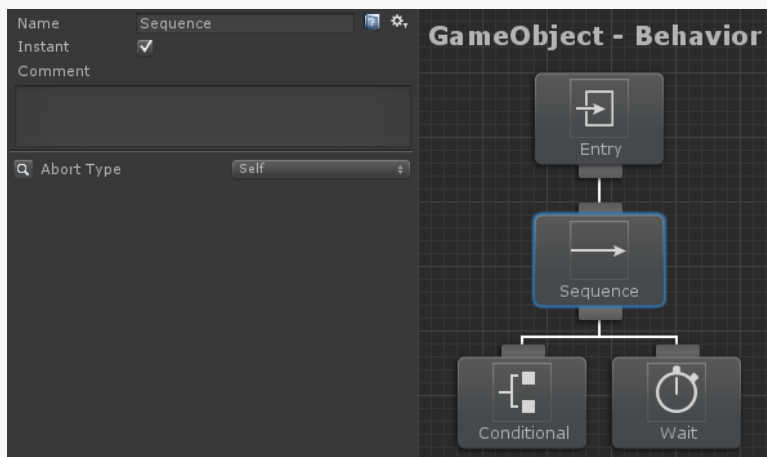 Name Sequence
Instant
Comment
Abort Type Self
GameObject - Behavior
Entry
Sequence
Conditional
Wait